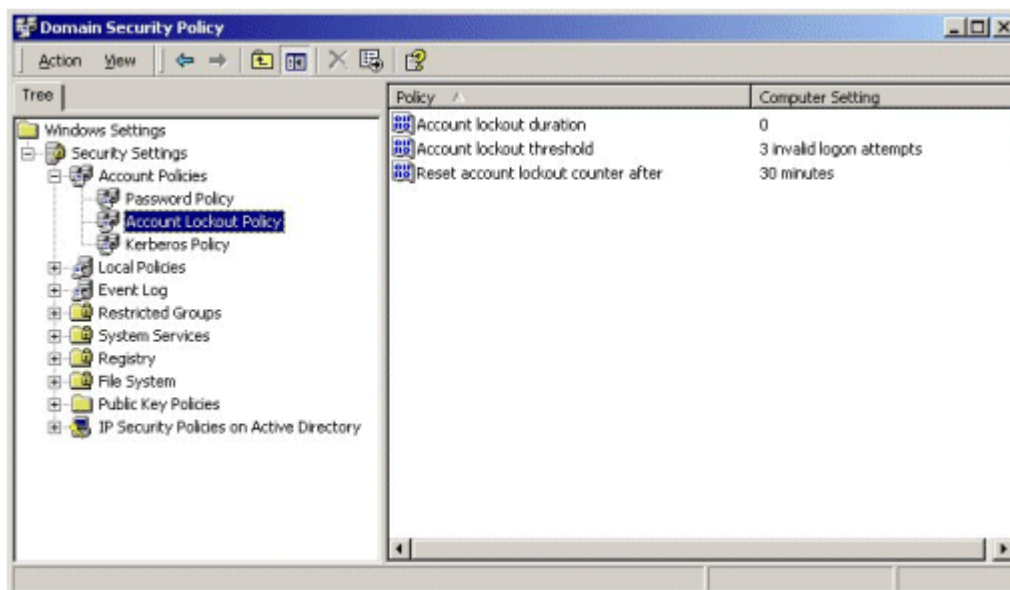 Domain Security Policy
Action View
Tree
Policy Computer Setting
Windows Settings
Security Settings
Account Policies
Password Policy
Account Lockout Policy
Kerberos Policy
Local Policies
Event Log
Restricted Groups
System Services
Registry
File System
Public Key Policies
IP Security Policies on Active Directory
Account lockout duration 0
Account lockout threshold 3 invalid logon attempts
Reset account lockout counter after 30 minutes